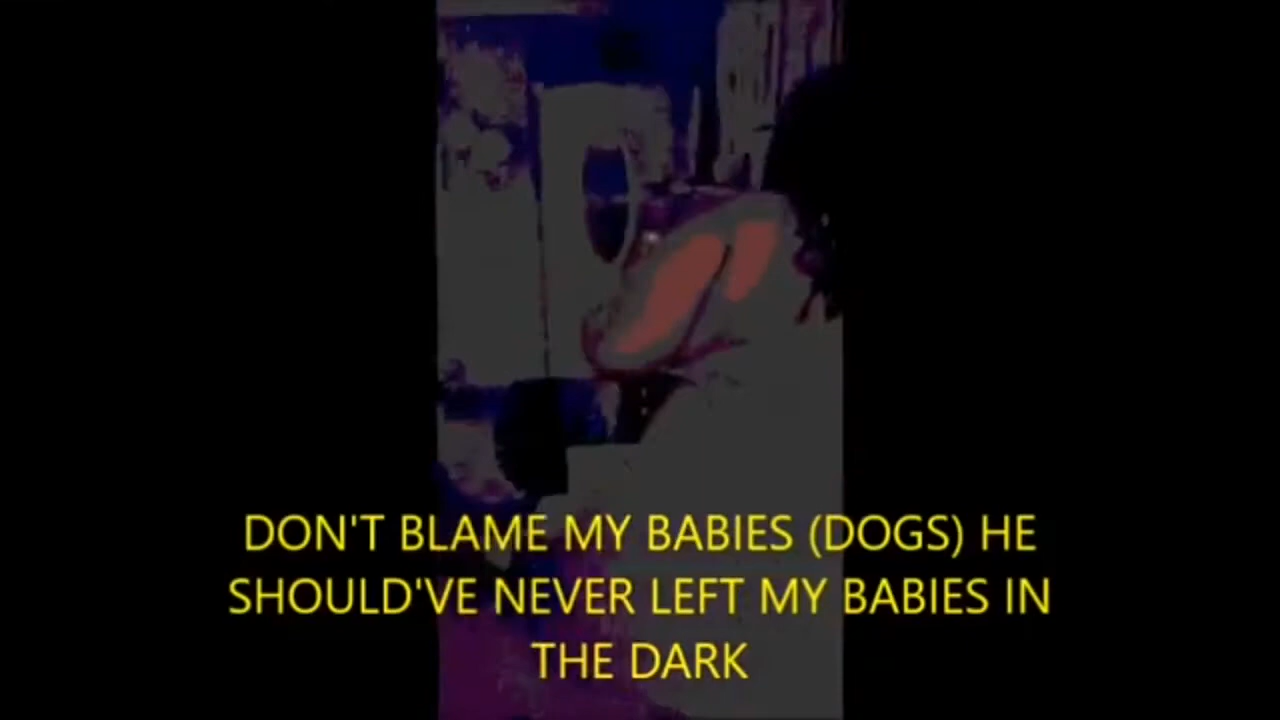 DON'T BLAME MY BABIES (DOGS) HE
SHOULD'VE NEVER LEFT MY BABIES IN
THE DARK